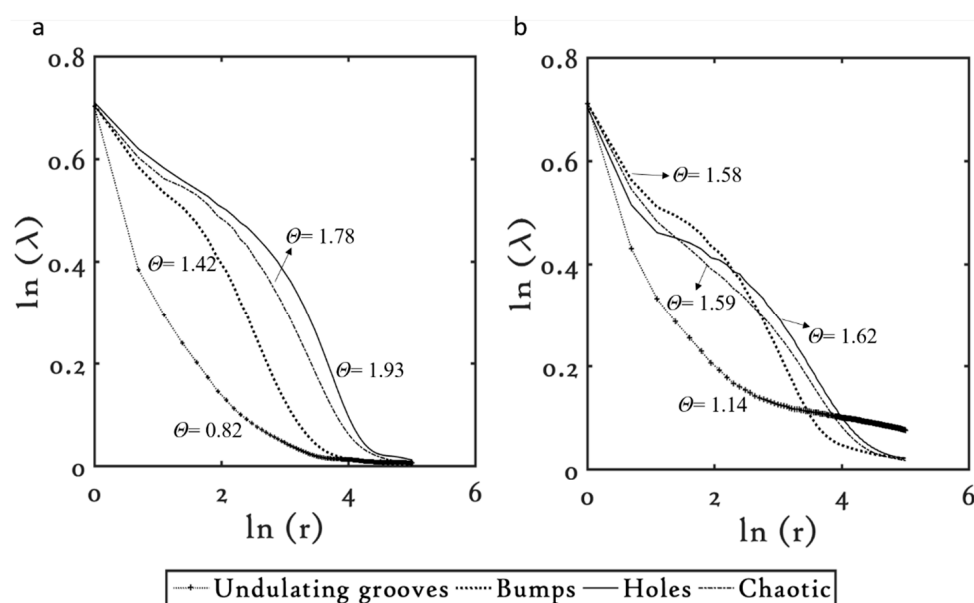 a
0.8
0.6
0.4
0.2
0
ln (λ)
Θ= 1.78
Θ= 1.42
Θ= 1.93
Θ= 0.82
0 2 4 6
ln (r)
b
0.8
0.6
0.4
0.2
0
ln (λ)
Θ= 1.58
Θ= 1.59
Θ= 1.62
Θ= 1.14
0 2 4 6
ln (r)
Undulating grooves Bumps Holes Chaotic